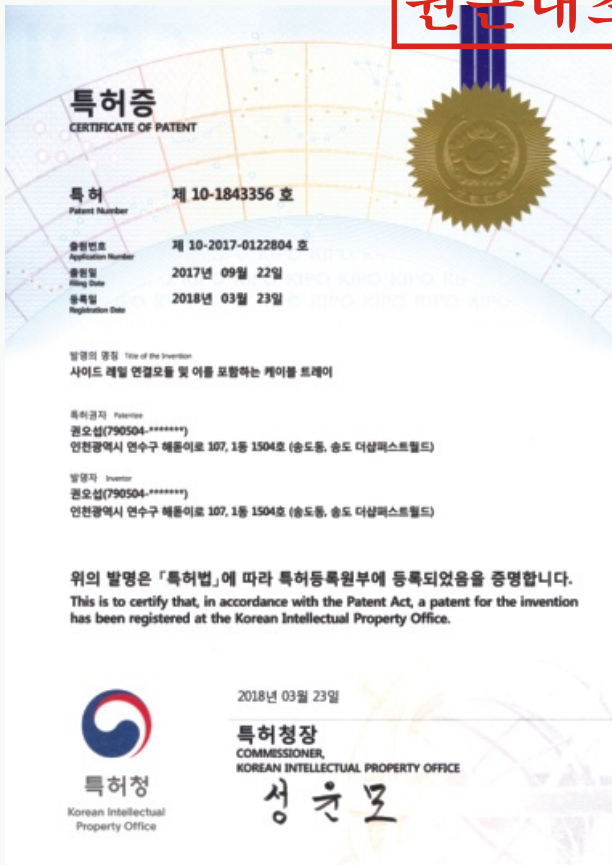 원본대조
특허증
CERTIFICATE OF PATENT
특허 제 10-1843356 호
Patent Number
출원번호 제 10-2017-0122804 호
Application Number
출원일 2017년 09월 22일
Filing Date
등록일 2018년 03월 23일
Registration Date
발명의 명칭 Title of the Invention
사이드 레일 연결모듈 및 이를 포함하는 케이블 트레이
특허권자 Patentee
권오섭(790504-*******)
인천광역시 연수구 해돋이로 107, 1동 1504호 (송도동, 송도 더샵퍼스트월드)
발명자 Inventor
권오섭(790504-*******)
인천광역시 연수구 해돋이로 107, 1동 1504호 (송도동, 송도 더샵퍼스트월드)
위의 발명은 「특허법」에 따라 특허등록원부에 등록되었음을 증명합니다.
This is to certify that, in accordance with the Patent Act, a patent for the invention
has been registered at the Korean Intellectual Property Office.
2018년 03월 23일
특허청장
COMMISSIONER,
KOREAN INTELLECTUAL PROPERTY OFFICE
성윤모
특허청
Korean Intellectual
Property Office